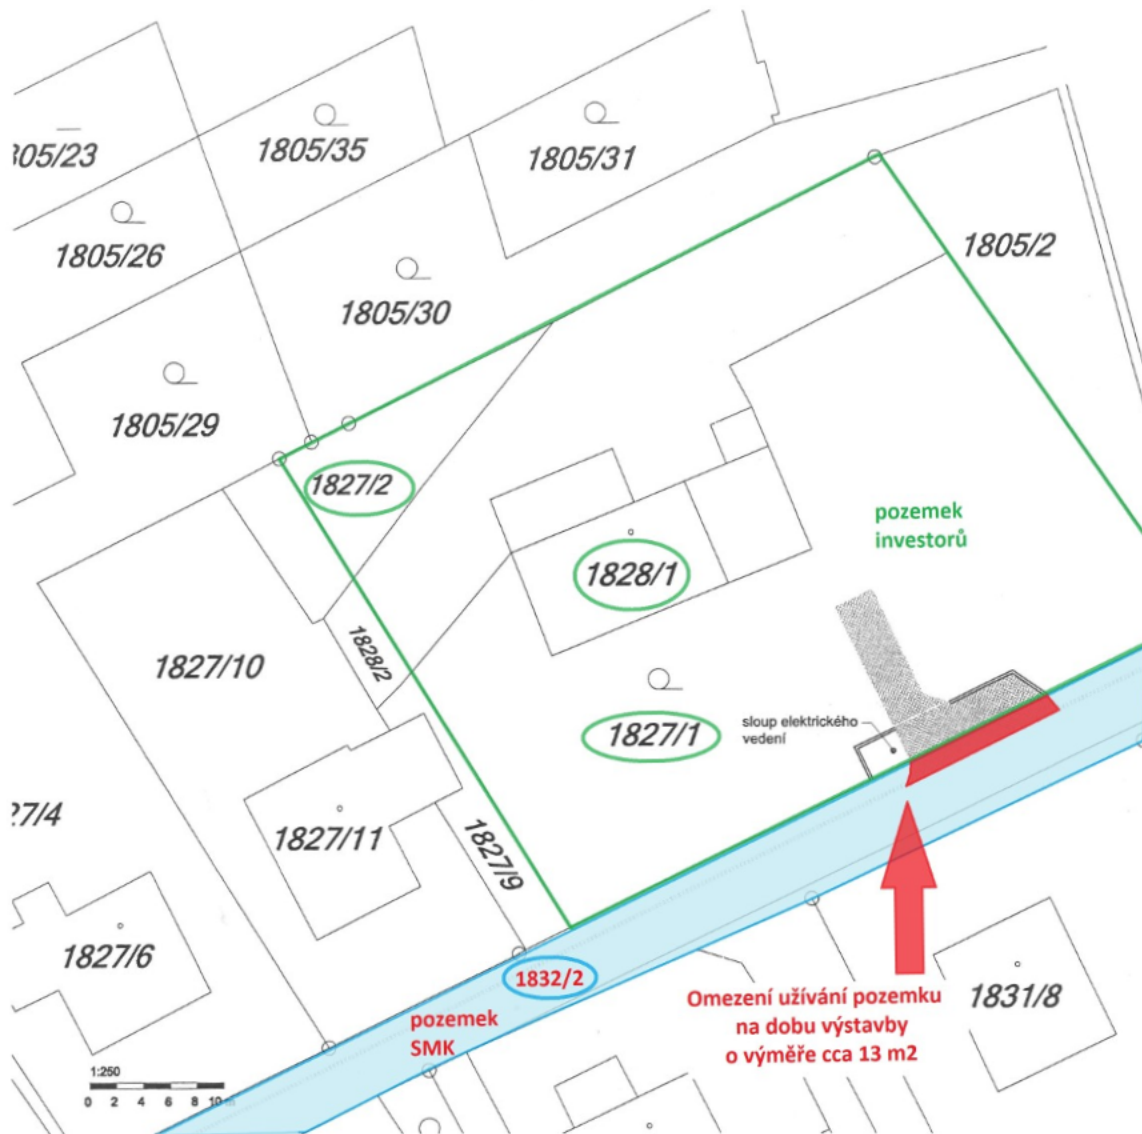 1805/35
1805/31
1805/26
1805/2
1805/30
1805/29
1827/2
pozemek
investorů
1828/1
1828/2
1827/10
1827/1
sloup elektrického
vedení
27/4
1827/11
1827/9
1827/6
1832/2
pozemek
SMK
Omezení užívání pozemku
na dobu výstavby
o výměře cca 13 m2
1831/8
1:250
0 2 4 6 8 10 m